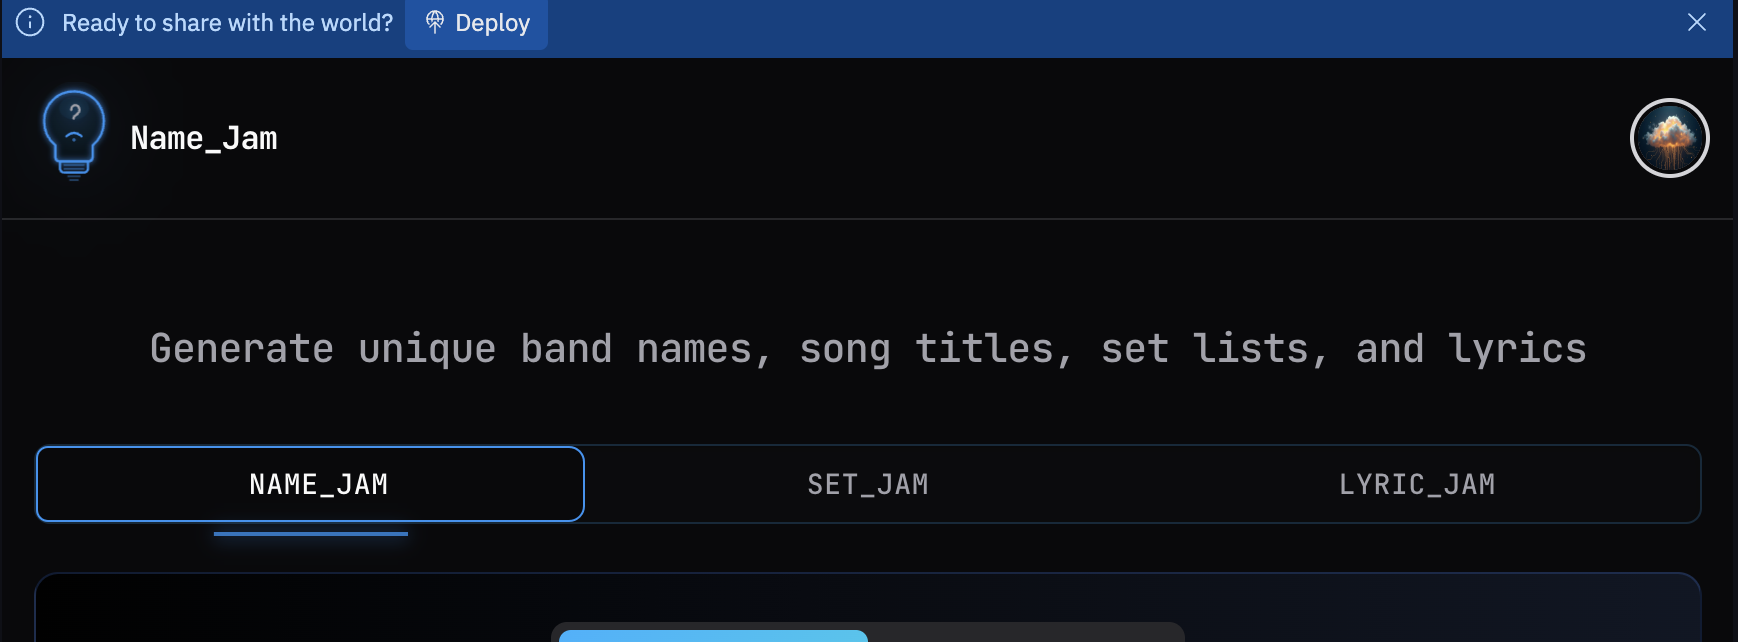 Ready to share with the world? Deploy
?
Name_Jam
Generate unique band names, song titles, set lists, and lyrics
NAME_JAM SET_JAM LYRIC_JAM